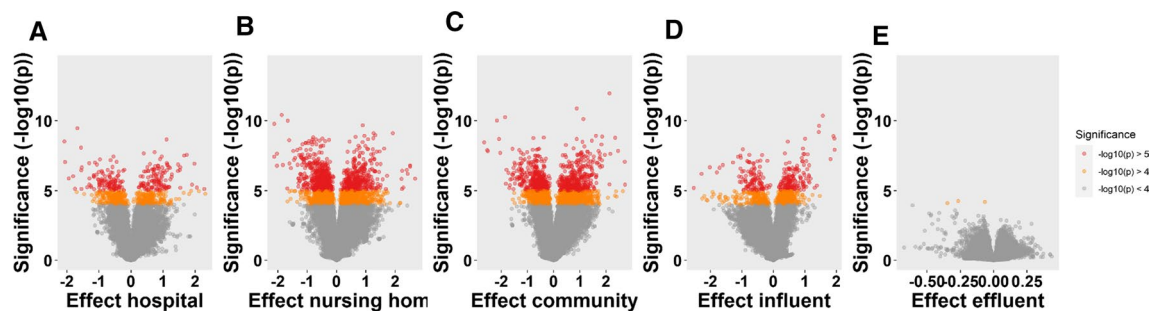 A
Significance (-log10(p))
10
5
0
-2 -1 0 1 2
Effect hospital
B
Significance (-log10(p))
10
5
0
-2 -1 0 1 2
Effect nursing hom
C
Significance (-log10(p))
10
5
0
-2 -1 0 1 2
Effect community
D
Significance (-log10(p))
10
5
0
-2 -1 0 1 2
Effect influent
E
Significance (-log10(p))
10
5
0
-0.50 -0.25 0.00 0.25
Effect effluent
Significance
-log10(p) > 5
-log10(p) > 4
-log10(p) < 4